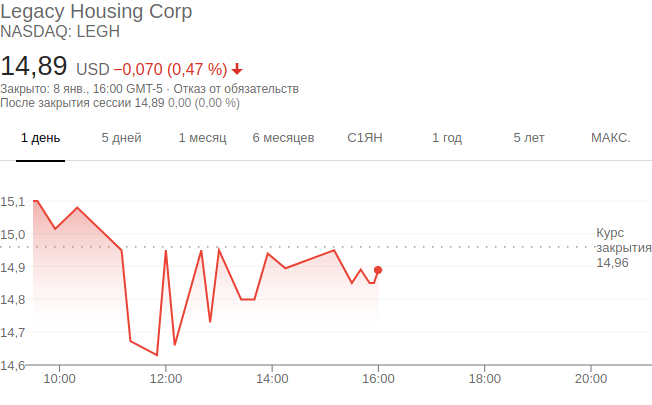 Legacy Housing Corp
NASDAQ: LEGH
14,89 USD −0,070 (0,47 %)
Закрыто: 8 янв., 16:00 GMT-5 · Отказ от обязательств
После закрытия сессии 14,89 0,00 (0,00 %)
1 день 5 дней 1 месяц 6 месяцев С1ЯН 1 год 5 лет МАКС.
15,1
15,0
14,9
14,8
14,7
14,6
Курс
закрытия
14,96
10:00 12:00 14:00 16:00 18:00 20:00